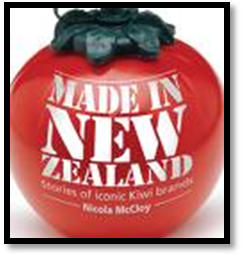 MADE IN
NEW
ZEALAND
Stories of iconic Kiwi brands
Nicola McCloy